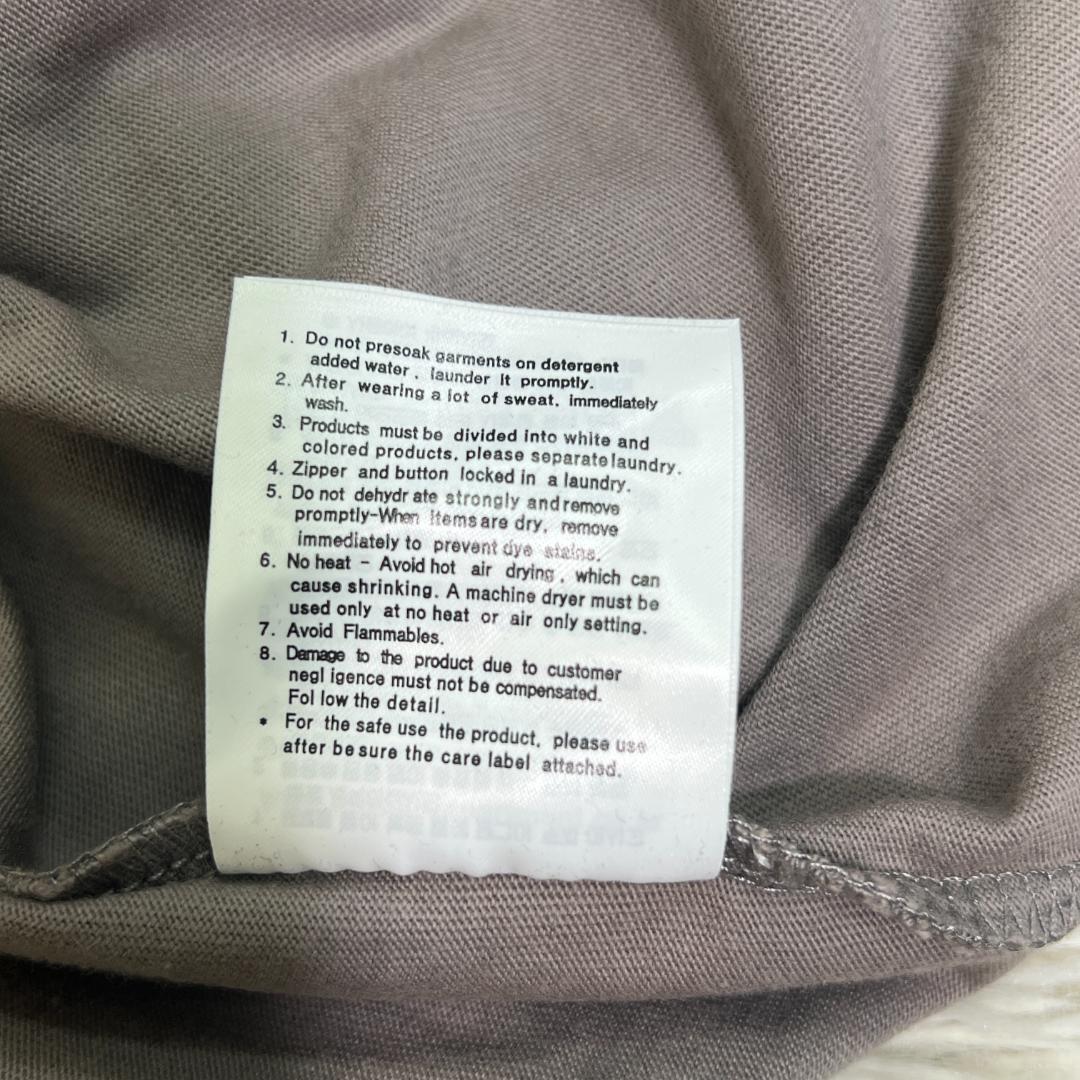 1. Do not presoak garments on detergent
added water, launder it promptly.
2. After wearing a lot of sweat, immediately
wash.
3. Products must be divided into white and
colored products, please separate laundry.
4. Zipper and button locked in a laundry.
5. Do not dehydr ate strongly and remove
promptly-When items are dry, remove
immediately to prevent dye stains.
6. No heat - Avoid hot air drying, which can
cause shrinking. A machine dryer must be
used only at no heat or air only setting.
7. Avoid Flammables.
8. Damage to the product due to customer
negl igence must not be compensated.
Fol low the detail.
* For the safe use the product, please use
after be sure the care label attached.